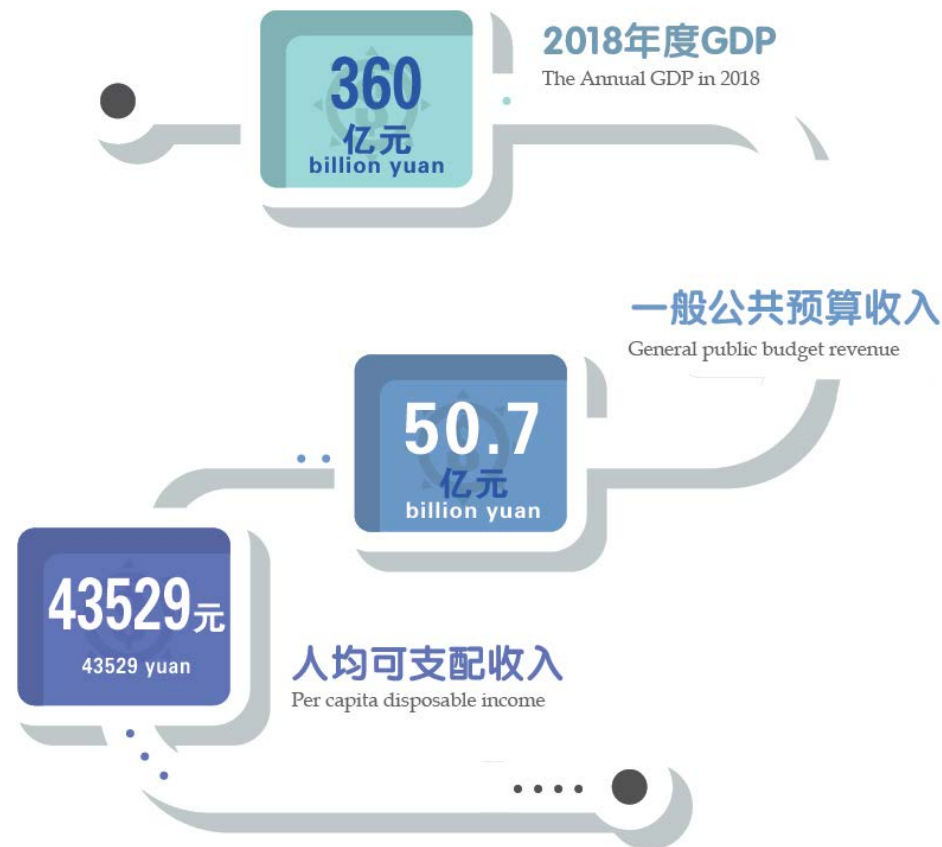 2018年度GDP
The Annual GDP in 2018
360
亿元
billion yuan
一般公共预算收入
General public budget revenue
50.7
亿元
billion yuan
43529元
43529 yuan
人均可支配收入
Per capita disposable income